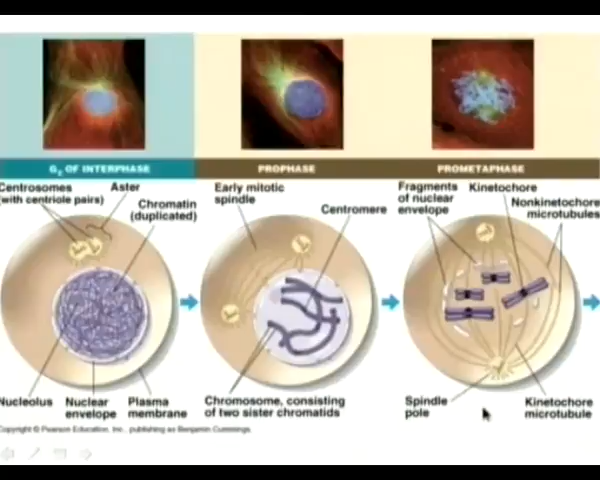 G2 OF INTERPHASE
PROPHASE
PROMETAPHASE
Centrosomes
(with centriole pairs)
Aster
Chromatin
(duplicated)
Early mitotic
spindle
Centromere
Fragments
of nuclear
envelope
Kinetochore
Nonkinetochore
microtubules
Nucleolus
Nuclear
envelope
Plasma
membrane
Chromosome, consisting
of two sister chromatids
Spindle
pole
Kinetochore
microtubule
Copyright © Pearson Education, Inc., publishing as Benjamin Cummings.